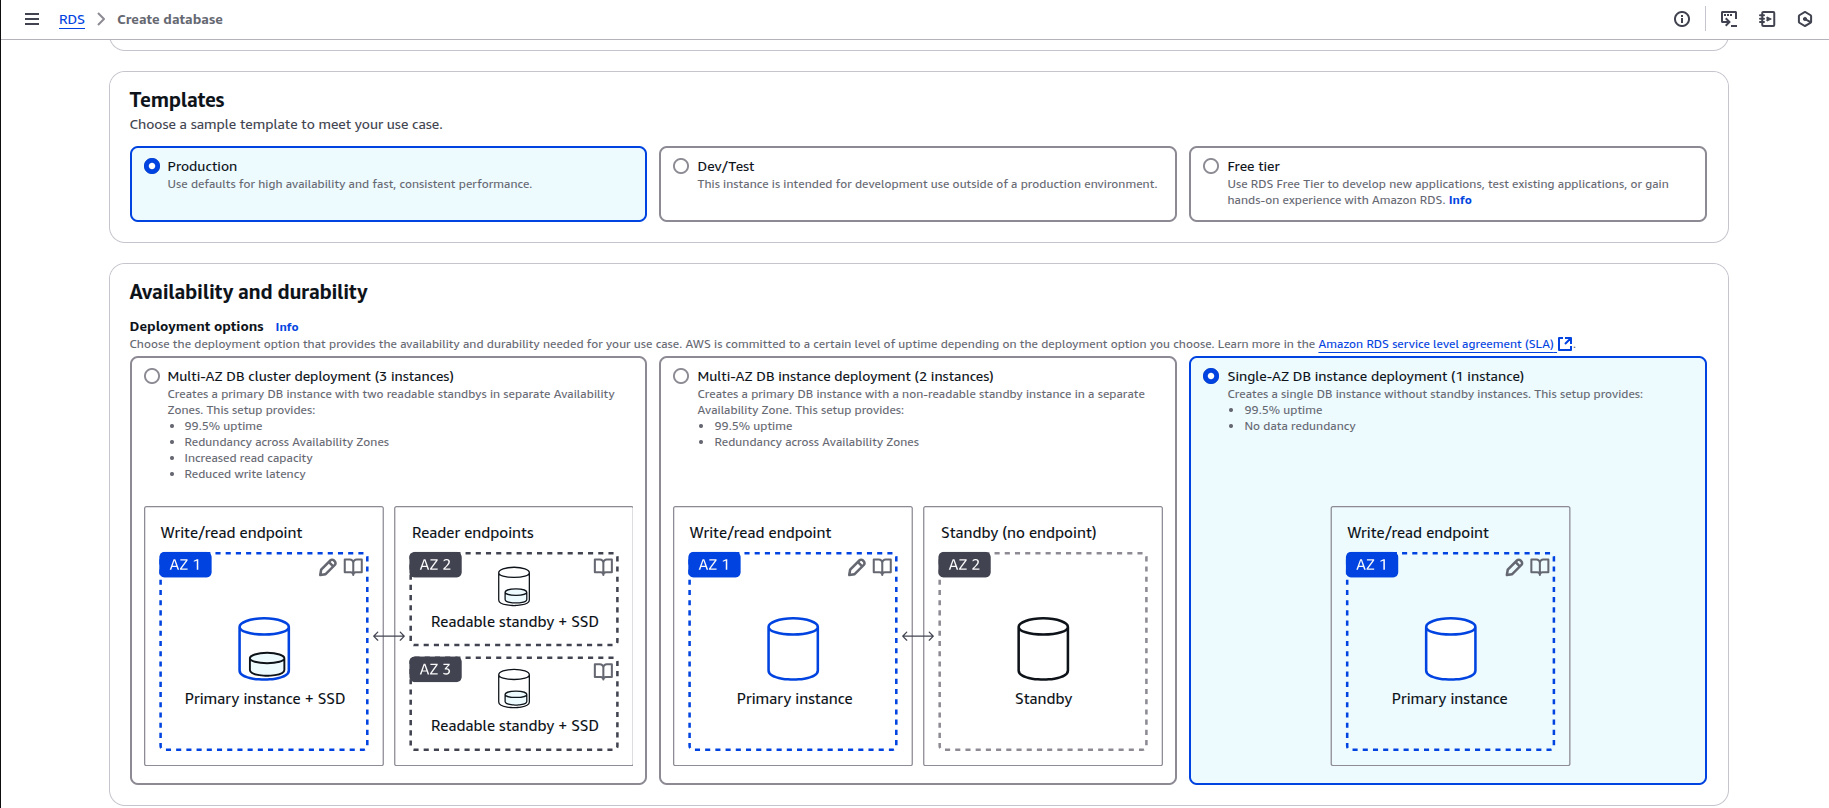 RDS > Create database
Templates
Choose a sample template to meet your use case.
Production
Use defaults for high availability and fast, consistent performance.
Dev/Test
This instance is intended for development use outside of a production environment.
Free tier
Use RDS Free Tier to develop new applications, test existing applications, or gain
hands-on experience with Amazon RDS. Info
Availability and durability
Deployment options Info
Choose the deployment option that provides the availability and durability needed for your use case. AWS is committed to a certain level of uptime depending on the deployment option you choose. Learn more in the Amazon RDS service level agreement (SLA).
Multi-AZ DB cluster deployment (3 instances)
Creates a primary DB instance with two readable standbys in separate Availability
Zones. This setup provides:
• 99.5% uptime
• Redundancy across Availability Zones
• Increased read capacity
• Reduced write latency
Write/read endpoint
AZ 1
Primary instance + SSD
Reader endpoints
AZ 2
Readable standby + SSD
AZ 3
Readable standby + SSD
Multi-AZ DB instance deployment (2 instances)
Creates a primary DB instance with a non-readable standby instance in a separate
Availability Zone. This setup provides:
• 99.5% uptime
• Redundancy across Availability Zones
Write/read endpoint
AZ 1
Primary instance
Standby (no endpoint)
AZ 2
Standby
Single-AZ DB instance deployment (1 instance)
Creates a single DB instance without standby instances. This setup provides:
• 99.5% uptime
• No data redundancy
Write/read endpoint
AZ 1
Primary instance